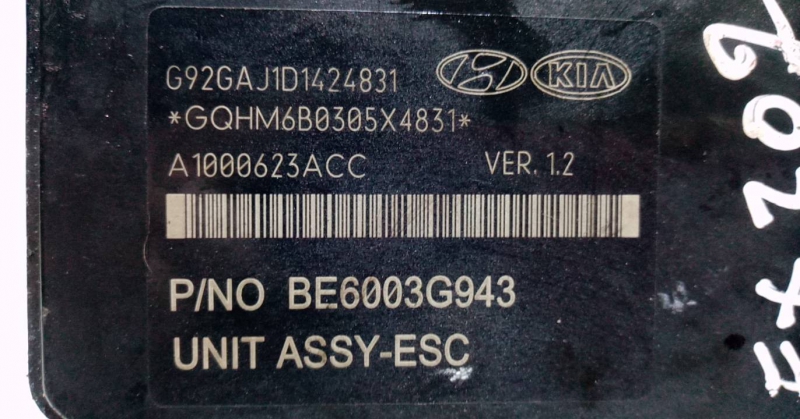 G92GAJ1D1424831
KIA
*GQHM6B0305X4831*
A1000623ACC VER. 1.2
P/NO BE6003G943
UNIT ASSY-ESC